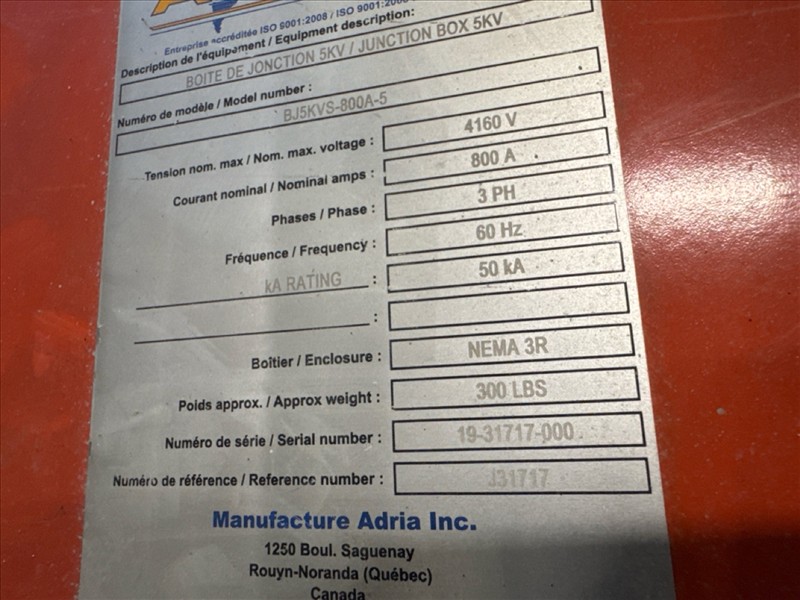 Entreprise accréditée ISO 9001:2008 / ISO 9001:2008
Description de l'équipement / Equipment description:
BOITE DE JONCTION 5KV / JUNCTION BOX 5KV
Numéro de modèle / Model number :
BJ5KVS-800A-5
Tension nom. max / Nom. max. voltage : 4160 V
Courant nominal / Nominal amps : 800 A
Phases / Phase : 3 PH
Fréquence / Frequency : 60 Hz
kA RATING : 50 kA
:
Boîtier / Enclosure : NEMA 3R
Poids approx. / Approx weight : 300 LBS
Numéro de série / Serial number : 19-31717-000
Numéro de référence / Reference number : J31717
Manufacture Adria Inc.
1250 Boul. Saguenay
Rouyn-Noranda (Québec)
Canada